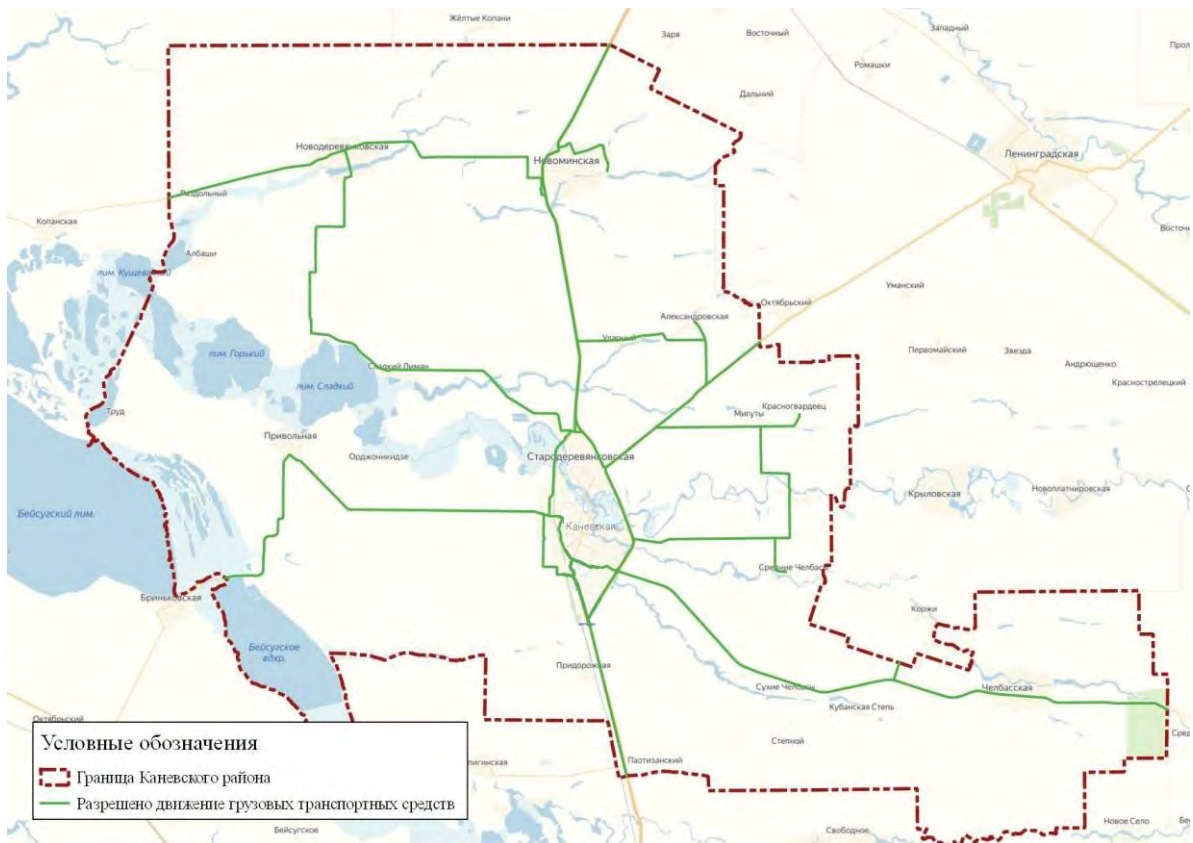 Жёлтые Копани
Заря
Восточный
Западный
Ромашки
Дальний
Новодеревянковская
Новоминская
Ленинградская
Раздольный
Копанская
Албаши
лим. Кущеватый
Уманский
Октябрьский
Александровская
Ударный
Первомайский
Звезда
Андрющенко
Краснострелецкий
лим. Горький
Сладкий Лиман
лим. Сладкий
Труд
Мигуты
Красногвардеец
Привольная
Орджоникидзе
Стародеревянковская
Крыловская
Новоплатнировская
Бейсугский лим.
Каневская
Средние Челбасы
Бриньковская
Коржи
Бейсугское
вдхр.
Придорожная
Сухие Челбасы
Челбасская
Кубанская Степь
Октябрьский
Степной
Партизанский
Условные обозначения
Граница Каневского района
Разрешено движение грузовых транспортных средств
Бейсугское
Свободное
Новое Село